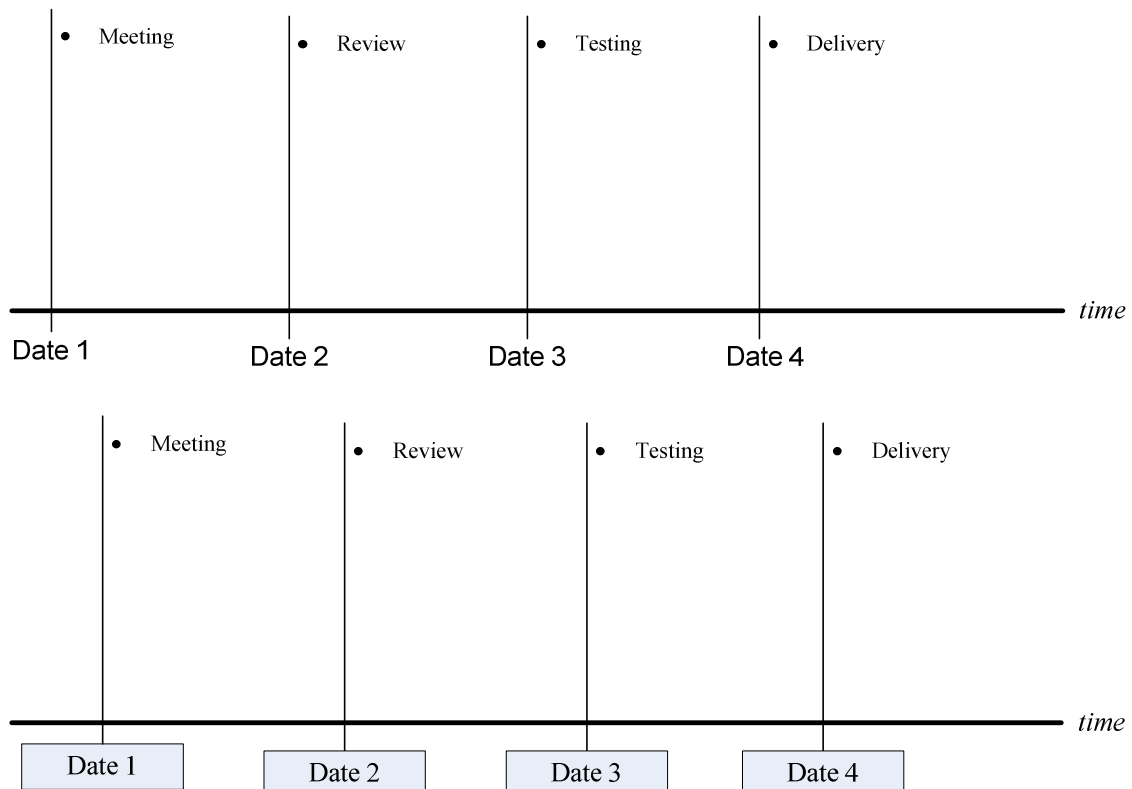 • Meeting • Review • Testing • Delivery
time
Date 1 Date 2 Date 3 Date 4
• Meeting • Review • Testing • Delivery
time
Date 1 Date 2 Date 3 Date 4